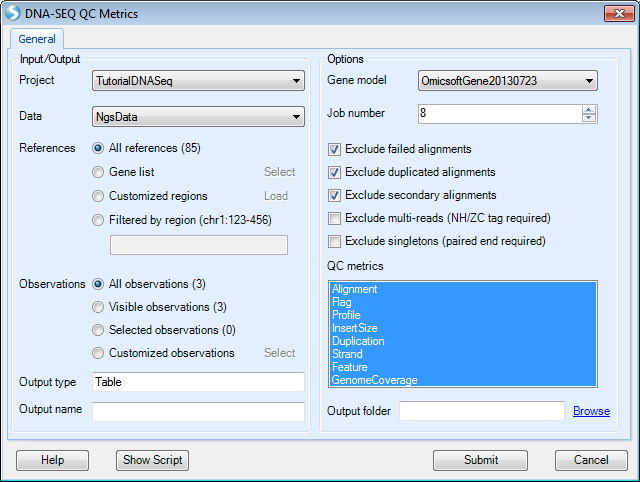 DNA-SEQ QC Metrics
General
Input/Output
Project
TutorialDNASeq
Data
NgsData
References
All references (85)
Gene list
Select
Customized regions
Load
Filtered by region (chr1:123-456)
Observations
All observations (3)
Visible observations (3)
Selected observations (0)
Customized observations
Select
Output type
Table
Output name
Options
Gene model
OmicsoftGene20130723
Job number
8
Exclude failed alignments
Exclude duplicated alignments
Exclude secondary alignments
Exclude multi-reads (NH/ZC tag required)
Exclude singletons (paired end required)
QC metrics
Alignment
Flag
Profile
InsertSize
Duplication
Strand
Feature
GenomeCoverage
Output folder
Browse
Help
Show Script
Submit
Cancel